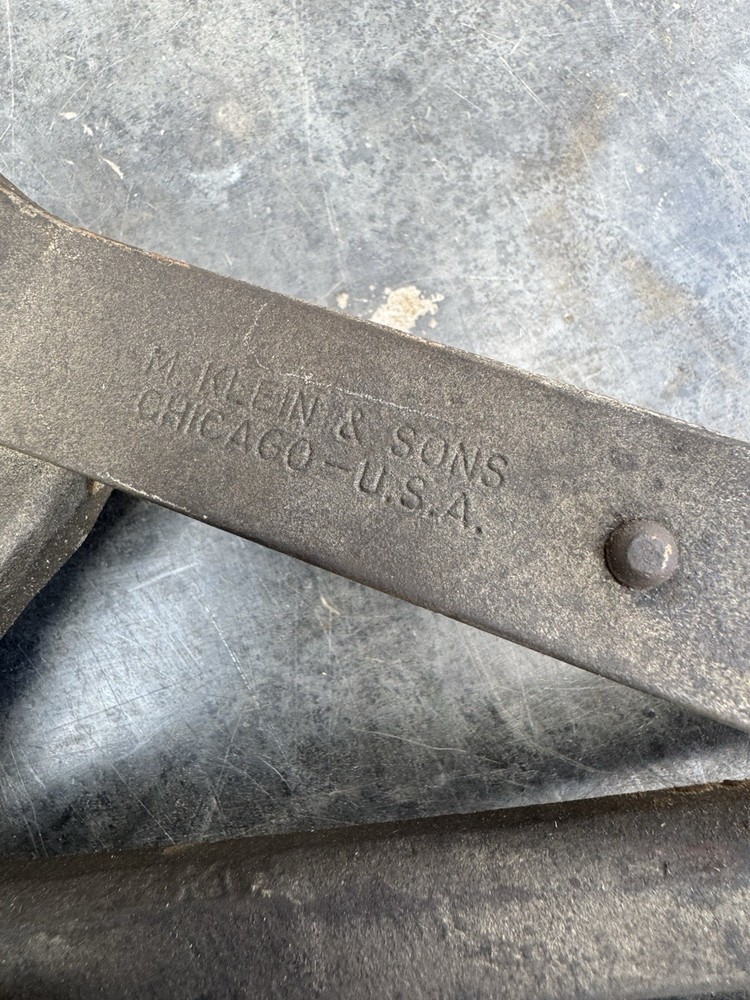 M. KLEIN & SONS
CHICAGO – U.S.A.